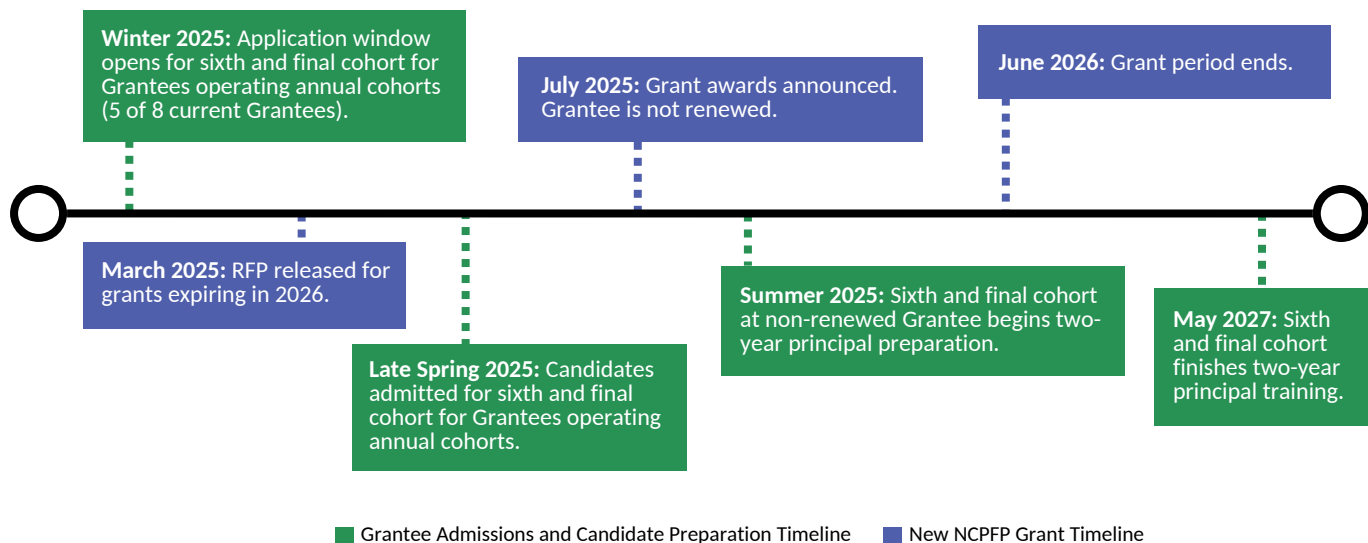 Winter 2025: Application window
opens for sixth and final cohort for
Grantees operating annual cohorts
(5 of 8 current Grantees).
July 2025: Grant awards announced.
Grantee is not renewed.
June 2026: Grant period ends.
March 2025: RFP released for
grants expiring in 2026.
Late Spring 2025: Candidates
admitted for sixth and final
cohort for Grantees operating
annual cohorts.
Summer 2025: Sixth and final cohort
at non-renewed Grantee begins two-
year principal preparation.
May 2027: Sixth
and final cohort
finishes two-year
principal training.
Grantee Admissions and Candidate Preparation Timeline
New NCPFP Grant Timeline